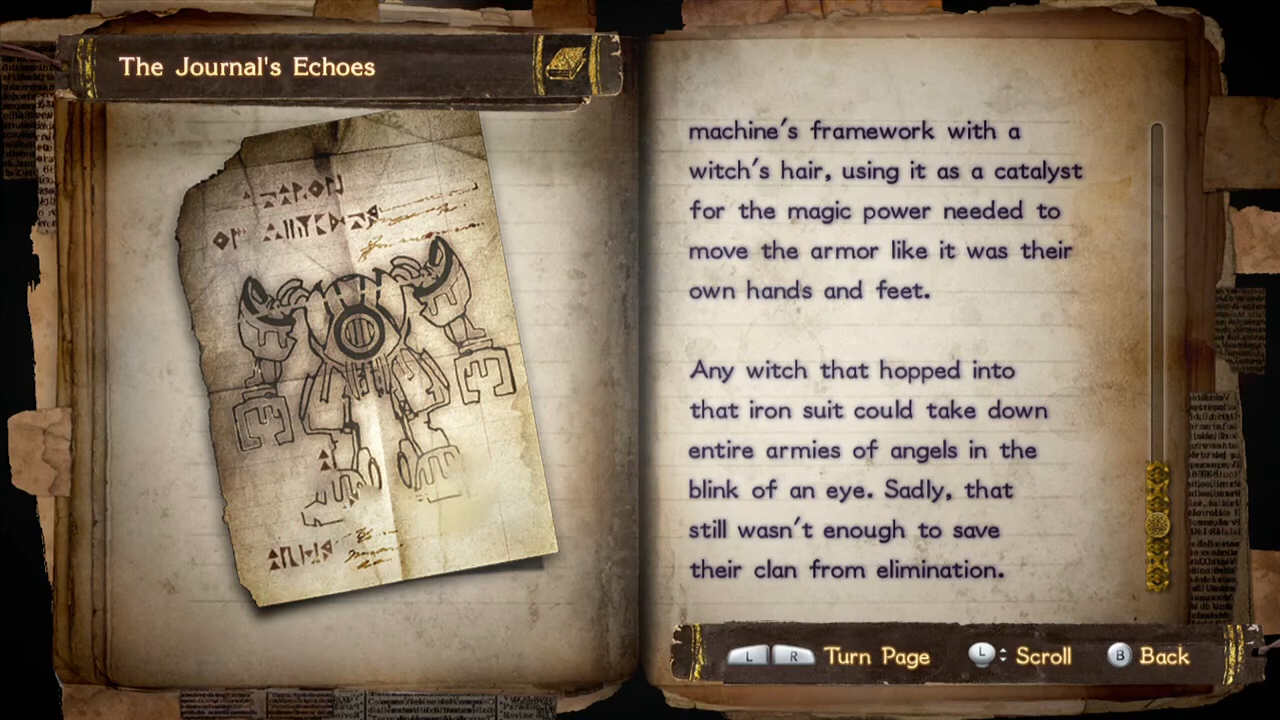 The Journal's Echoes
machine's framework with a
witch's hair, using it as a catalyst
for the magic power needed to
move the armor like it was their
own hands and feet.
Any witch that hopped into
that iron suit could take down
entire armies of angels in the
blink of an eye. Sadly, that
still wasn't enough to save
their clan from elimination.
L R Turn Page L Scroll B Back